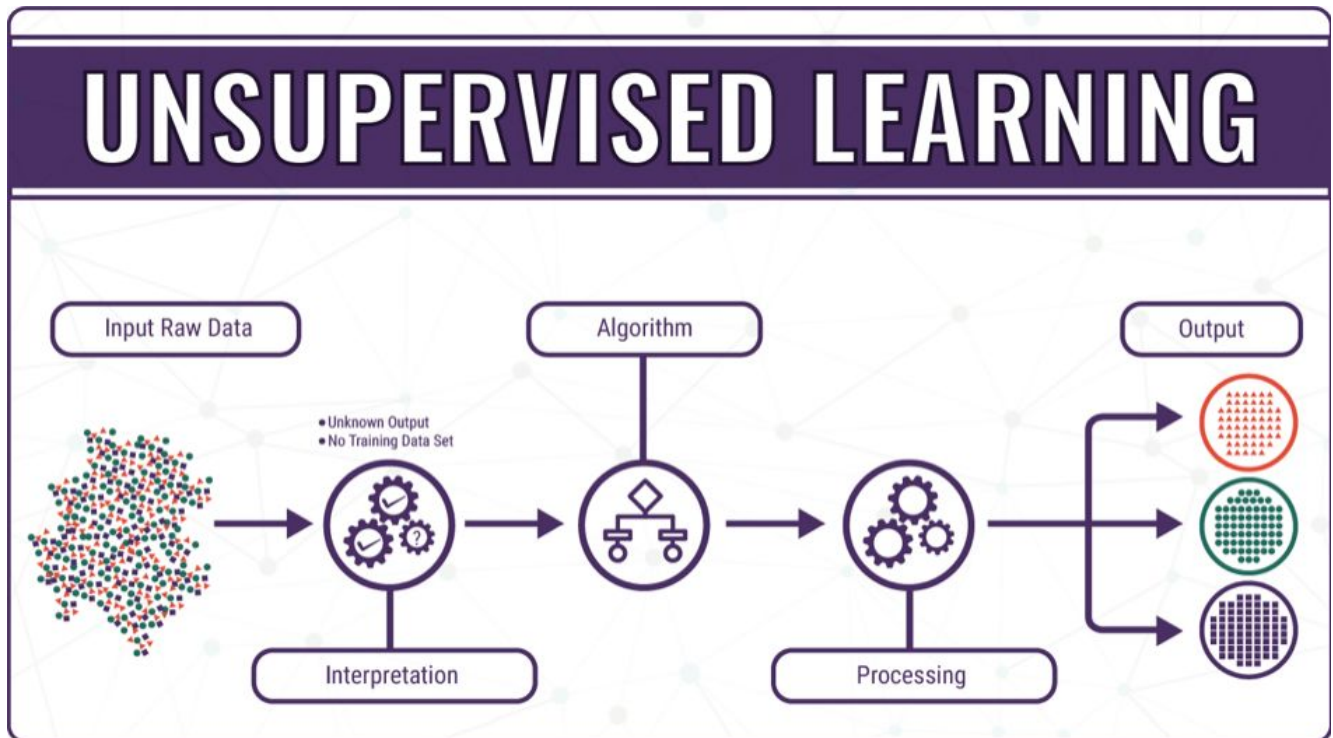 UNSUPERVISED LEARNING
Input Raw Data
Algorithm
Output
• Unknown Output
• No Training Data Set
?
Interpretation
Processing